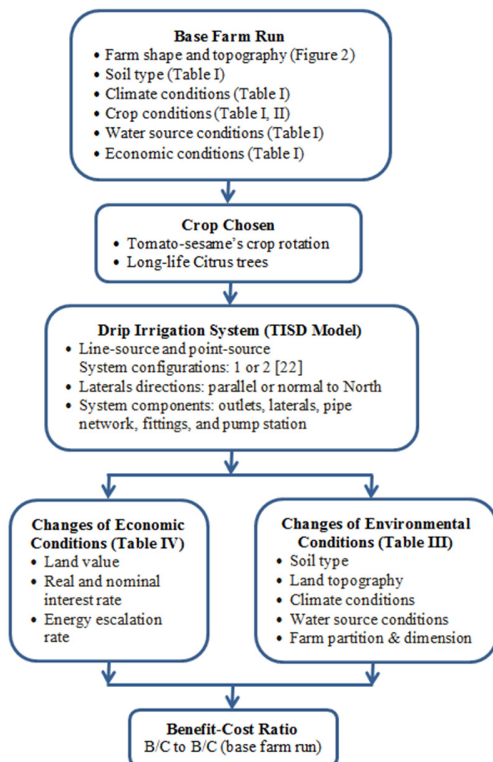 Base Farm Run
• Farm shape and topography (Figure 2)
• Soil type (Table I)
• Climate conditions (Table I)
• Crop conditions (Table I, II)
• Water source conditions (Table I)
• Economic conditions (Table I)
Crop Chosen
• Tomato-sesame's crop rotation
• Long-life Citrus trees
Drip Irrigation System (TISD Model)
• Line-source and point-source
System configurations: 1 or 2 [22]
• Laterals directions: parallel or normal to North
• System components: outlets, laterals, pipe
network, fittings, and pump station
Changes of Economic
Conditions (Table IV)
• Land value
• Real and nominal
interest rate
• Energy escalation
rate
Changes of Environmental
Conditions (Table III)
• Soil type
• Land topography
• Climate conditions
• Water source conditions
• Farm partition & dimension
Benefit-Cost Ratio
B/C to B/C (base farm run)